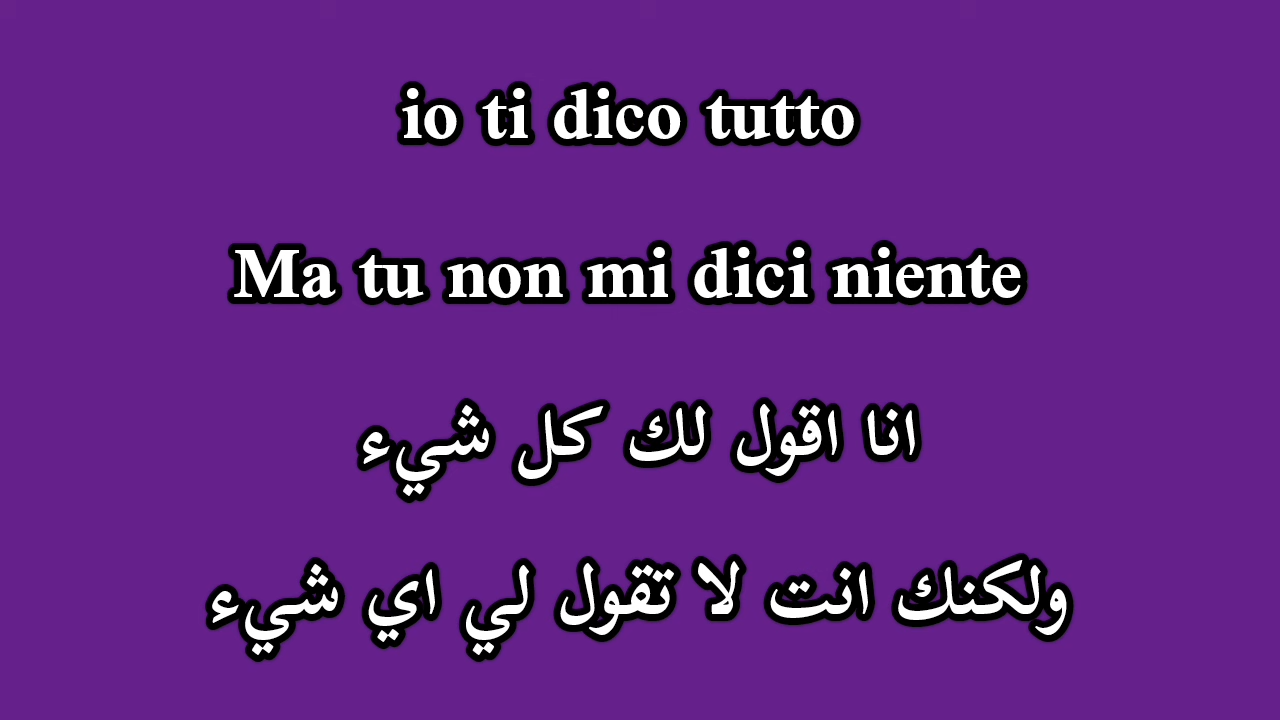 io ti dico tutto
Ma tu non mi dici niente
انا اقول لك كل شيء
ولكنك انت لا تقول لي اي شيء